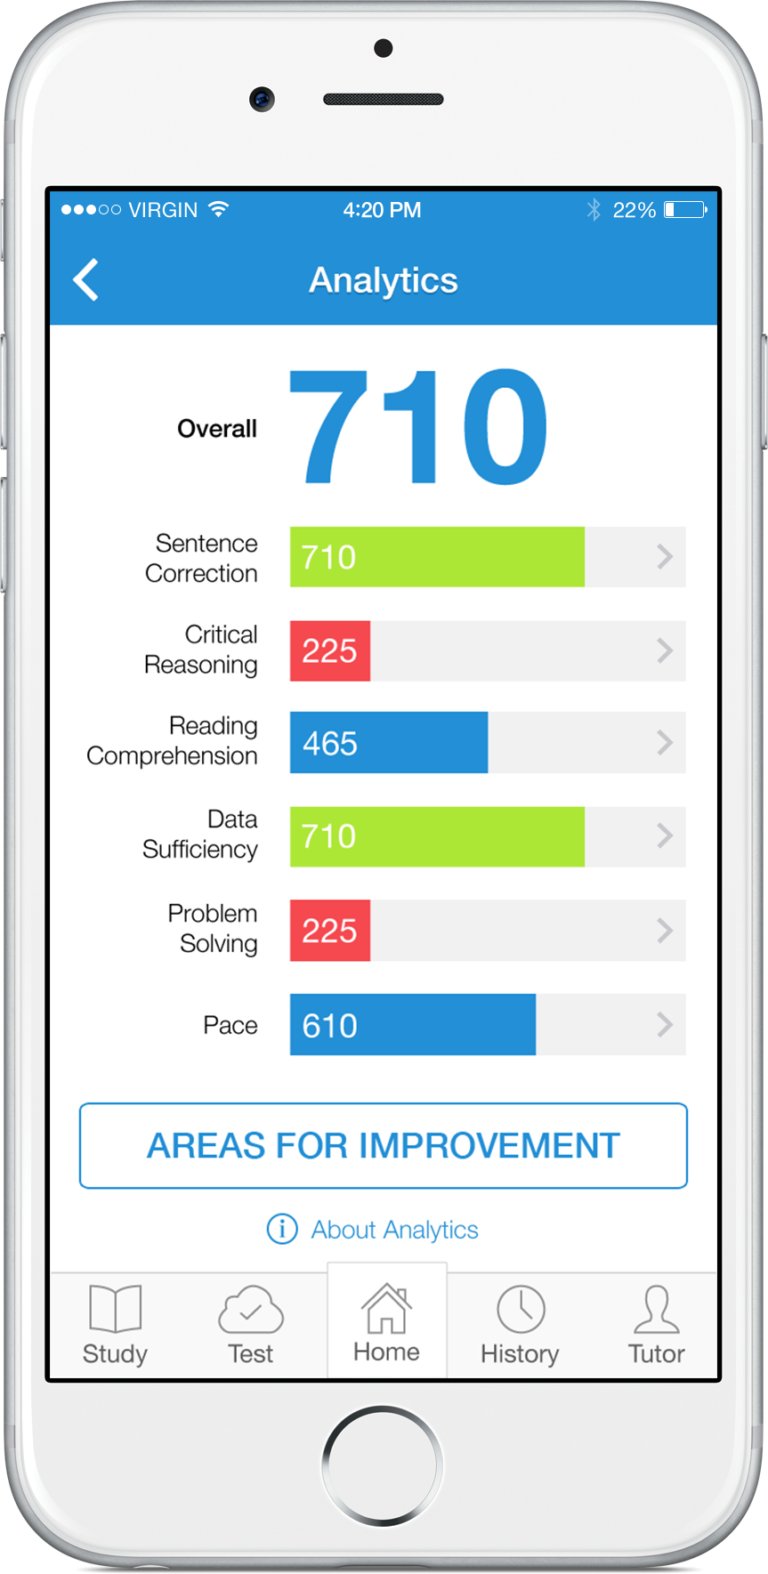 VIRGIN 4:20 PM 22%
Analytics
Overall 710
Sentence
Correction
710
Critical
Reasoning
225
Reading
Comprehension
465
Data
Sufficiency
710
Problem
Solving
225
Pace 610
AREAS FOR IMPROVEMENT
i About Analytics
Study Test Home History Tutor